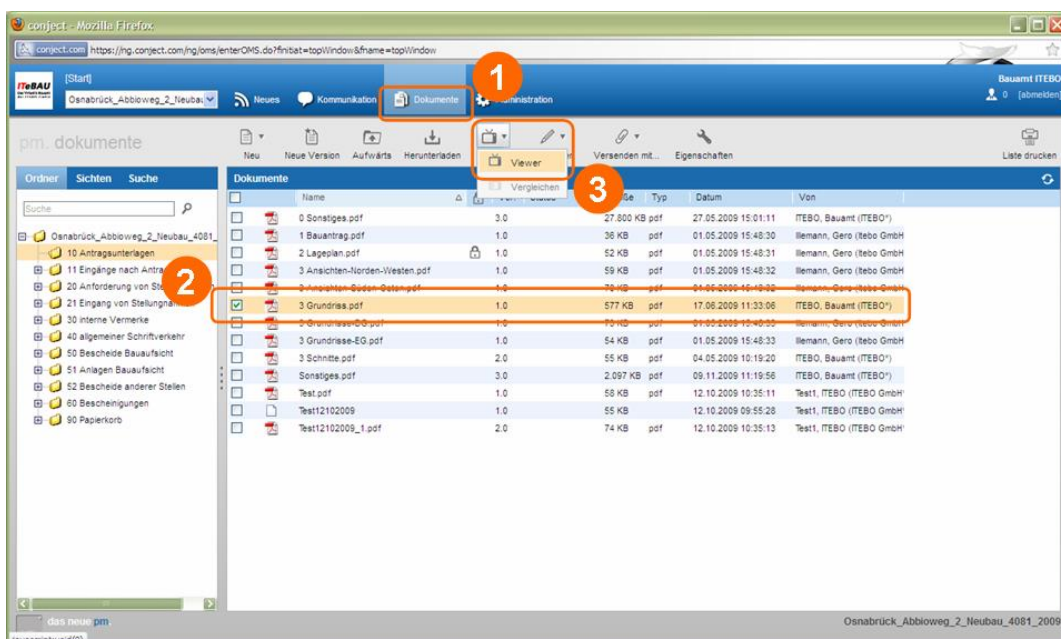 conject - Mozilla Firefox
conject.com https://ng.conject.com/ng/oms/enterOMS.do?finibat=topWindow&fname=topWindow
1
ITeBAU
[Start]
Osnabrück_Abbioweg_2_Neubau
Neues
Kommunikation
Dokumente
Bauamt ITEBO
0 [abmelden]
pm. dokumente
Neu
Neue Version
Aufwärts
Herunterladen
Viewer
Versenden mit...
Eigenschaften
Liste drucken
Vergleichen
3
Ordner Sichten Suche
Dokumente
Suche
Name Typ Datum Von
Osnabrück_Abbioweg_2_Neubau_4081_
10 Antragsunterlagen
11 Eingänge nach
20 Anforderung von
21 Eingang von
30 interne Vermerke
40 allgemeiner Schriftverkehr
50 Bescheide Bauaufsicht
51 Anlagen Bauaufsicht
52 Bescheide anderer Stellen
60 Bescheinigungen
90 Papierkorb
2
0 Sonstiges.pdf 3.0 27.800 KB pdf 27.05.2009 15:01:11 ITEBO, Bauamt (ITEBO*)
1 Bauantrag.pdf 1.0 36 KB pdf 01.05.2009 15:48:30 Illemann, Gero (Itebo GmbH
2 Lageplan.pdf 1.0 52 KB pdf 01.05.2009 15:48:31 Illemann, Gero (Itebo GmbH
3 Ansichten-Norden-Westen.pdf 1.0 59 KB pdf 01.05.2009 15:48:32 Illemann, Gero (Itebo GmbH
3 Grundriss.pdf 1.0 577 KB pdf 17.06.2009 11:33:06 ITEBO, Bauamt (ITEBO*)
3 Grundrisse-EG.pdf 1.0 54 KB pdf 01.05.2009 15:48:33 Illemann, Gero (Itebo GmbH
3 Schnitte.pdf 2.0 55 KB pdf 04.05.2009 10:19:20 ITEBO, Bauamt (ITEBO*)
Sonstiges.pdf 3.0 2.097 KB pdf 09.11.2009 11:19:56 ITEBO, Bauamt (ITEBO*)
Test.pdf 1.0 58 KB pdf 12.10.2009 10:35:11 Test1, ITEBO (ITEBO GmbH*
Test12102009 1.0 55 KB 12.10.2009 09:55:28 Test1, ITEBO (ITEBO GmbH*
Test12102009_1.pdf 2.0 74 KB pdf 12.10.2009 10:35:13 Test1, ITEBO (ITEBO GmbH*
das neue pm.
Osnabrück_Abbioweg_2_Neubau_4081_2009